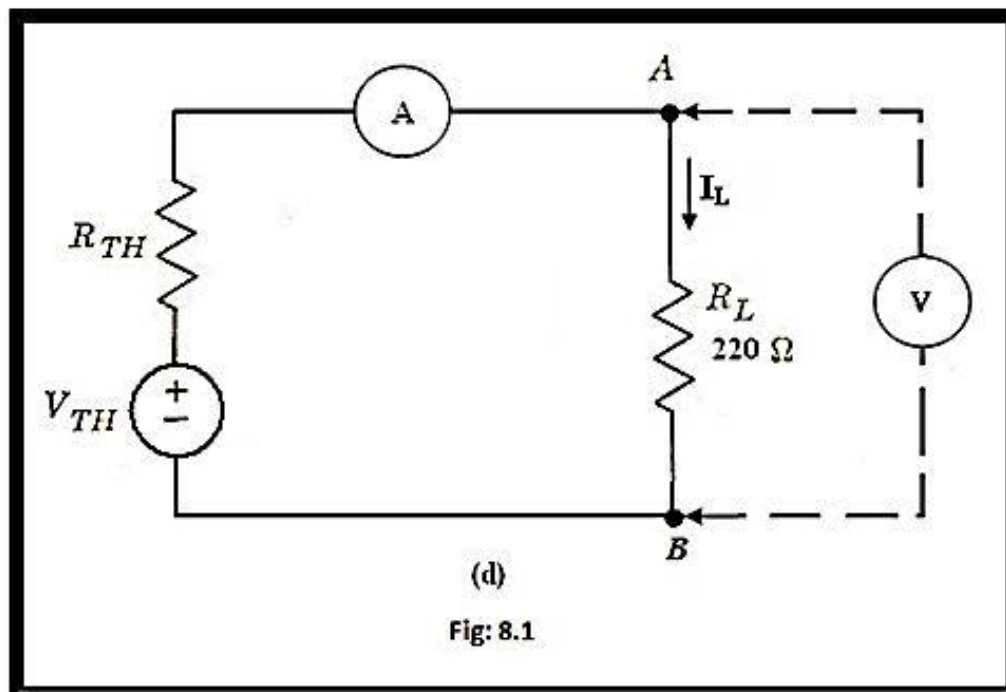 A
A
I_L
R_TH
R_L
V
220 Ω
V_TH
+
−
B
(d)
Fig: 8.1